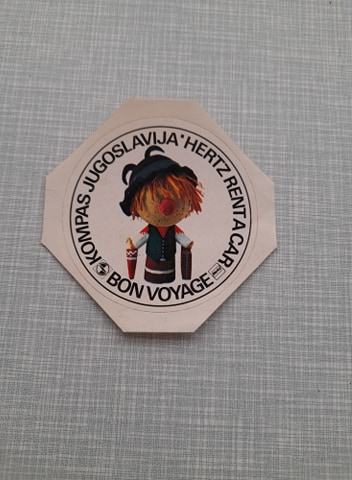 KOMPAS JUGOSLAVIJA*HERTZ RENT A CAR
BON VOYAGE